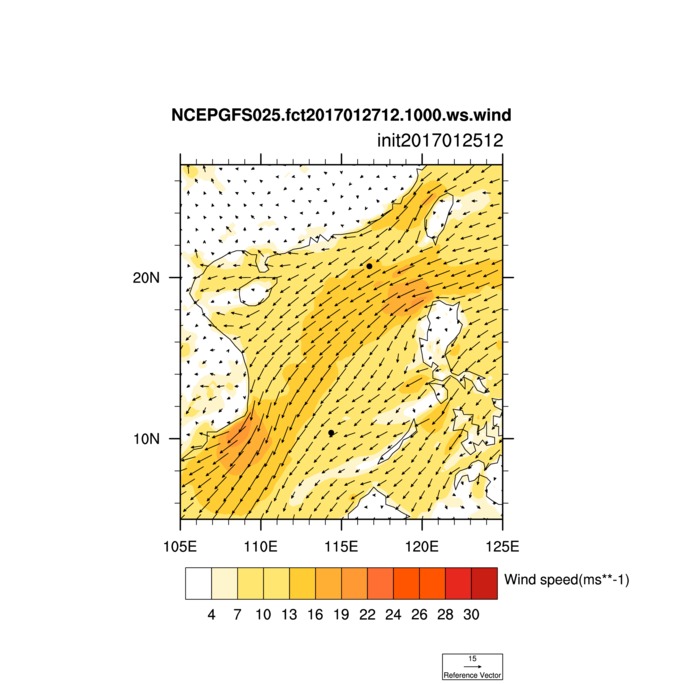 NCEPGFS025.fct2017012712.1000.ws.wind
init2017012512
20N
10N
105E 110E 115E 120E 125E
Wind speed(ms**-1)
4 7 10 13 16 19 22 24 26 28 30
15
Reference Vector